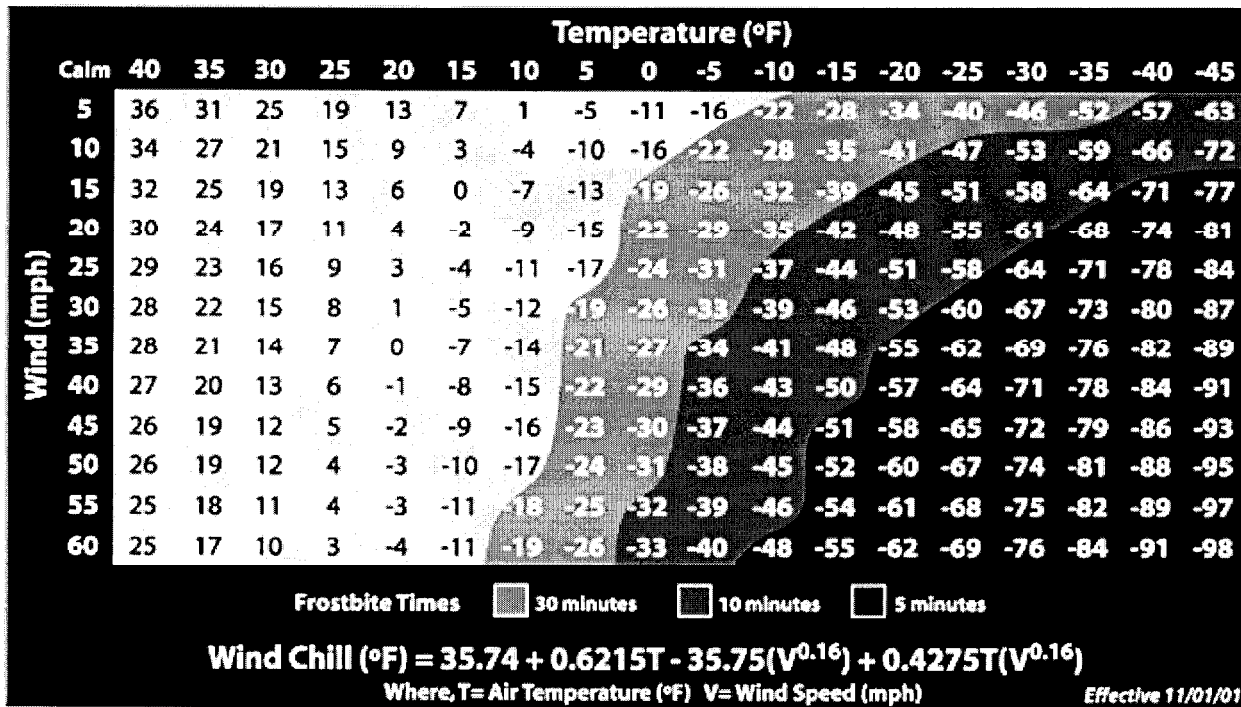 Temperature (°F)
Calm 40 35 30 25 20 15 10 5 0 -5 -10 -15 -20 -25 -30 -35 -40 -45
Wind (mph)
5 36 31 25 19 13 7 1 -5 -11 -16 -22 -28 -34 -40 -46 -52 -57 -63
10 34 27 21 15 9 3 -4 -10 -16 -22 -28 -35 -41 -47 -53 -59 -66 -72
15 32 25 19 13 6 0 -7 -13 -19 -26 -32 -39 -45 -51 -58 -64 -71 -77
20 30 24 17 11 4 -2 -9 -15 -22 -29 -35 -42 -48 -55 -61 -68 -74 -81
25 29 23 16 9 3 -4 -11 -17 -24 -31 -37 -44 -51 -58 -64 -71 -78 -84
30 28 22 15 8 1 -5 -12 -19 -26 -33 -39 -46 -53 -60 -67 -73 -80 -87
35 28 21 14 7 0 -7 -14 -21 -27 -34 -41 -48 -55 -62 -69 -76 -82 -89
40 27 20 13 6 -1 -8 -15 -22 -29 -36 -43 -50 -57 -64 -71 -78 -84 -91
45 26 19 12 5 -2 -9 -16 -23 -30 -37 -44 -51 -58 -65 -72 -79 -86 -93
50 26 19 12 4 -3 -10 -17 -24 -31 -38 -45 -52 -60 -67 -74 -81 -88 -95
55 25 18 11 4 -3 -11 -18 -25 -32 -39 -46 -54 -61 -68 -75 -82 -89 -97
60 25 17 10 3 -4 -11 -19 -26 -33 -40 -48 -55 -62 -69 -76 -84 -91 -98
Frostbite Times 30 minutes 10 minutes 5 minutes
Wind Chill (°F) = 35.74 + 0.6215T - 35.75(V^0.16) + 0.4275T(V^0.16)
Where, T= Air Temperature (°F) V= Wind Speed (mph) Effective 11/01/01